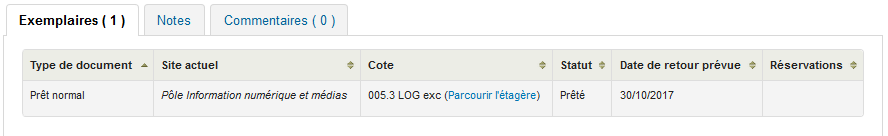 Exemplaires ( 1 ) Notes Commentaires ( 0 )
Type de document Site actuel Cote Statut Date de retour prévue Réservations
Prêt normal Pôle Information numérique et médias 005.3 LOG exc (Parcourir l'étagère) Prêté 30/10/2017